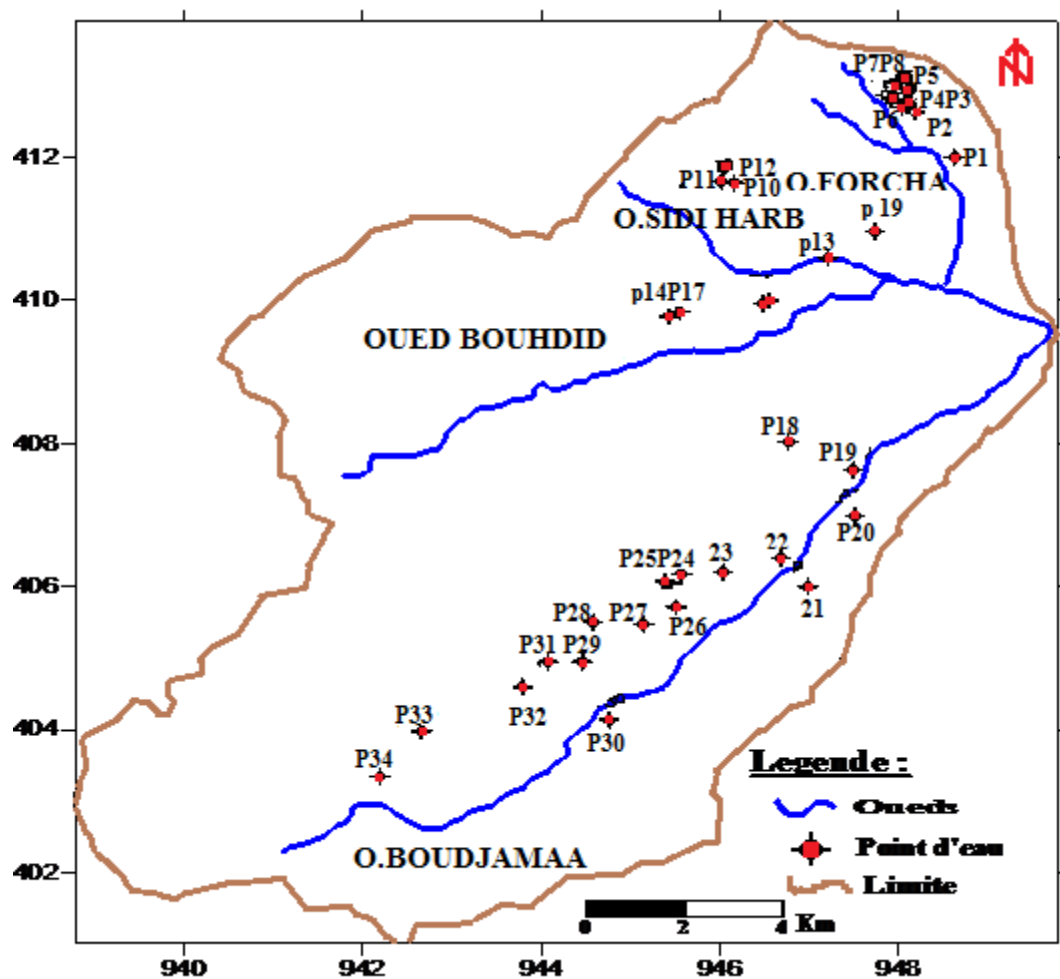 N
P7P8
P5
P4P3
P6
P2
412
P1
P12
P11
P10
O.FORCHA
O.SIDI HARB
p 19
p13
410
p14P17
OUED BOUHDID
408
P18
P19
P20
22
23
P25P24
406
21
P28
P27
P26
P31
P29
P32
P33
404
P30
P34
Legende :
Oueds
Point d'eau
O.BOUDJAMAA
402
Limite
Km
0 2 4
940 942 944 946 948